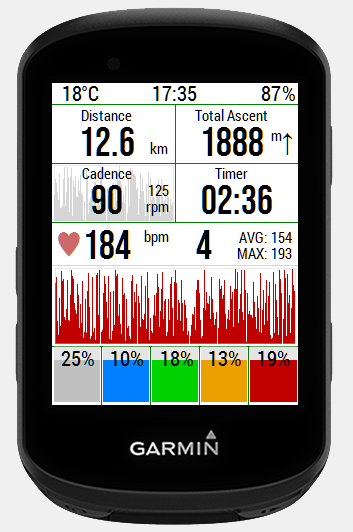 18°C 17:35 87%
Distance Total Ascent
12.6 km 1888 m↑
Cadence Timer
90 125 rpm 02:36
184 bpm 4 AVG: 154
MAX: 193
25% 10% 18% 13% 19%
GARMIN